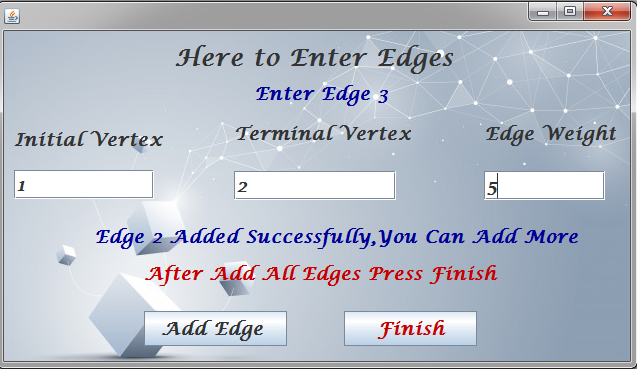 Here to Enter Edges
Enter Edge 3
Initial Vertex Terminal Vertex Edge Weight
1 2 5
Edge 2 Added Successfully,You Can Add More
After Add All Edges Press Finish
Add Edge Finish